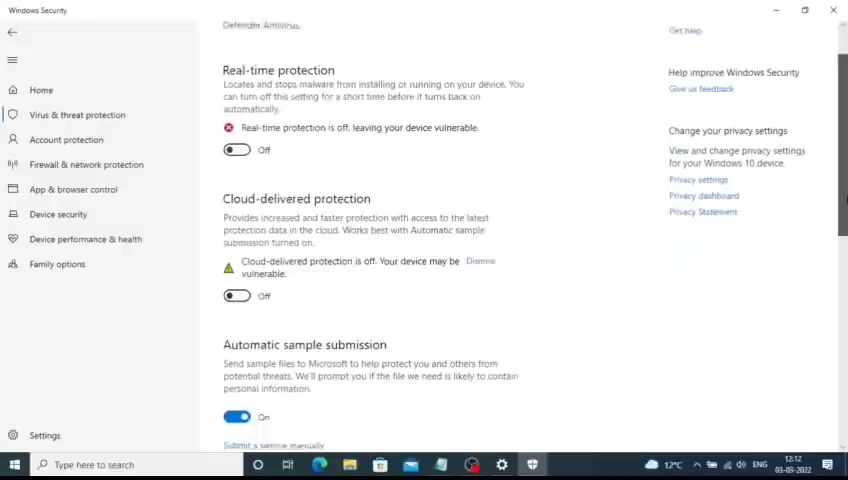 Windows Security
Defender Antivirus.
Get help
Home
Virus & threat protection
Account protection
Firewall & network protection
App & browser control
Device security
Device performance & health
Family options
Settings
Real-time protection
Locates and stops malware from installing or running on your device. You
can turn off this setting for a short time before it turns back on
automatically.
Real-time protection is off, leaving your device vulnerable.
Off
Cloud-delivered protection
Provides increased and faster protection with access to the latest
protection data in the cloud. Works best with Automatic sample
submission turned on.
Cloud-delivered protection is off. Your device may be Dismiss
vulnerable.
Off
Automatic sample submission
Send sample files to Microsoft to help protect you and others from
potential threats. We'll prompt you if the file we need is likely to contain
personal information.
On
Submit a sample manually
Help improve Windows Security
Give us feedback
Change your privacy settings
View and change privacy settings
for your Windows 10 device.
Privacy settings
Privacy dashboard
Privacy Statement
Type here to search
12°C
ENG
12:12
03-03-2022